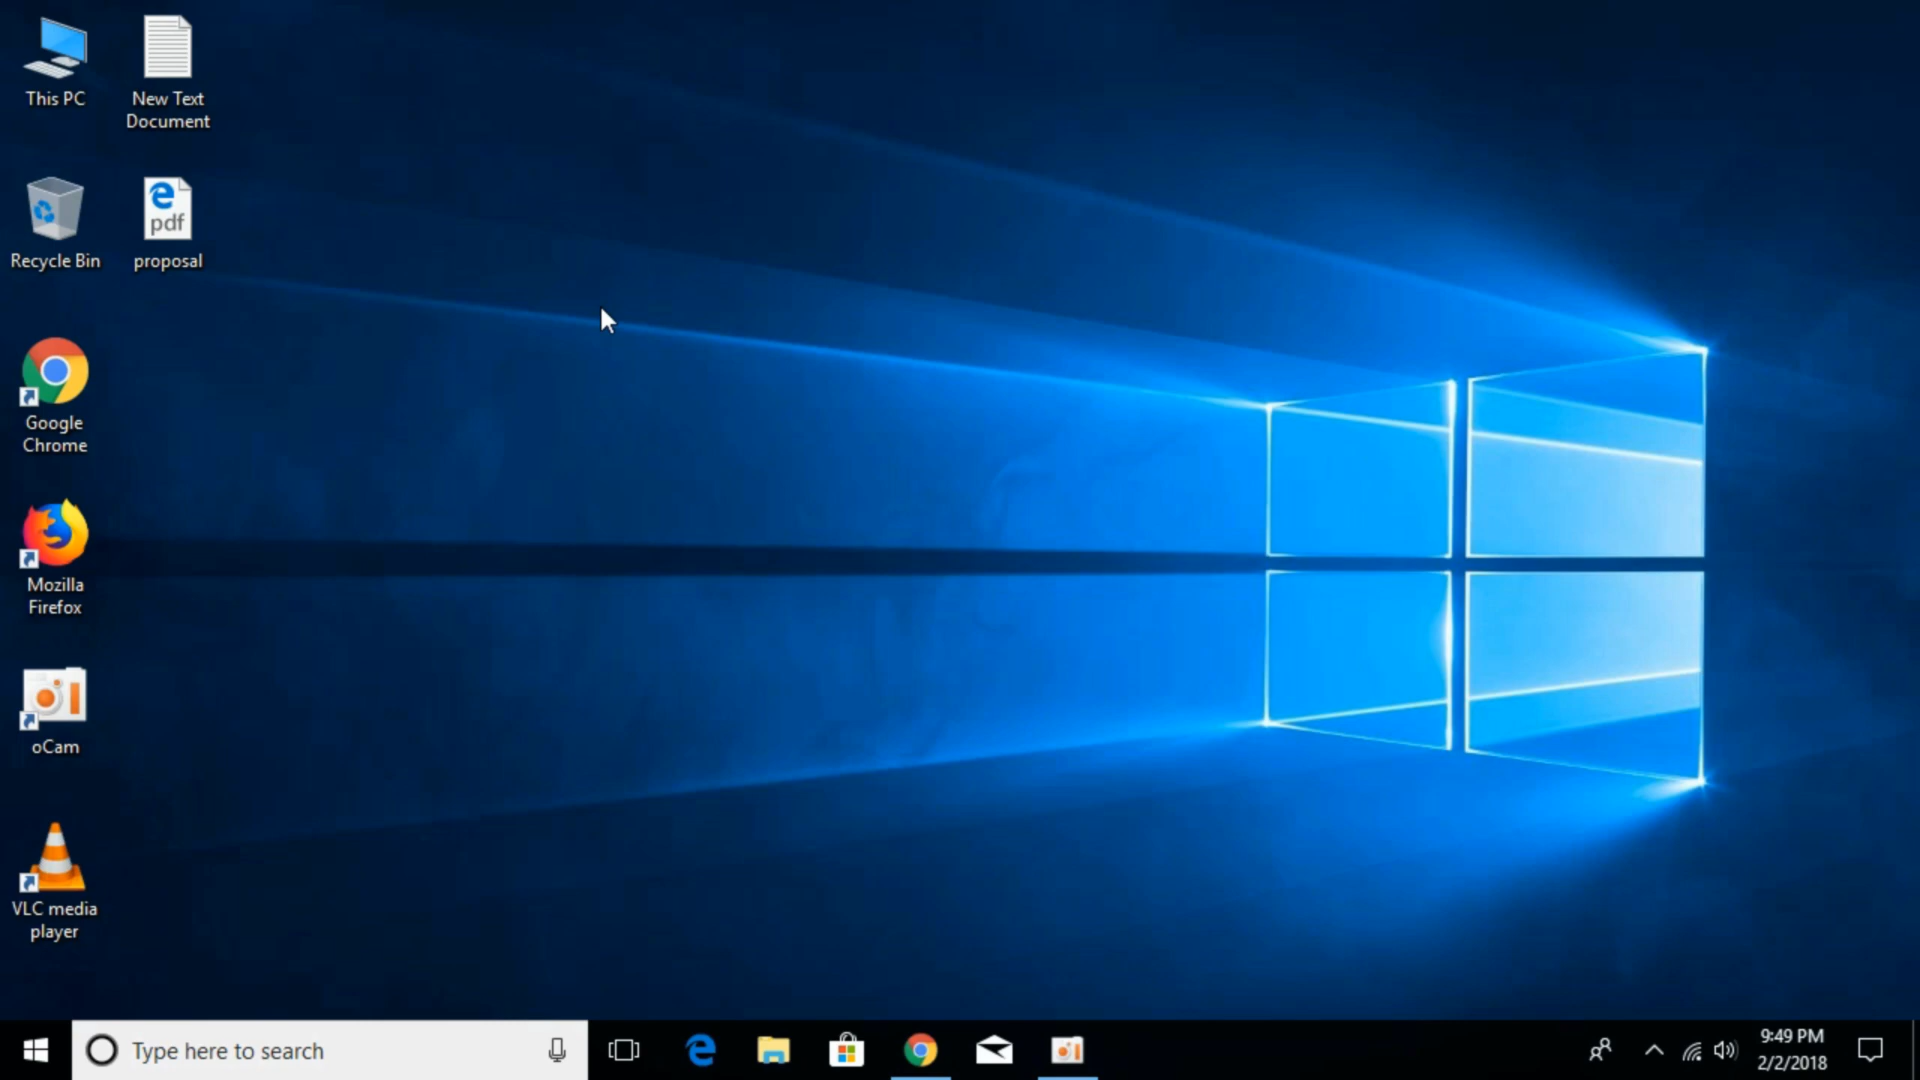 This PC
New Text
Document
Recycle Bin
pdf
proposal
Google
Chrome
Mozilla
Firefox
oCam
VLC media
player
Type here to search
9:49 PM
2/2/2018